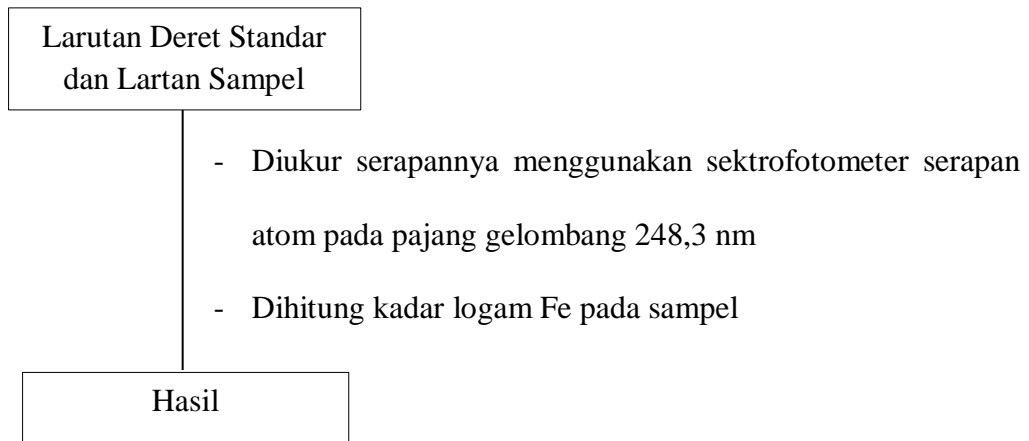 Larutan Deret Standar
dan Lartan Sampel
- Diukur serapannya menggunakan sektrofotometer serapan
atom pada pajang gelombang 248,3 nm
- Dihitung kadar logam Fe pada sampel
Hasil